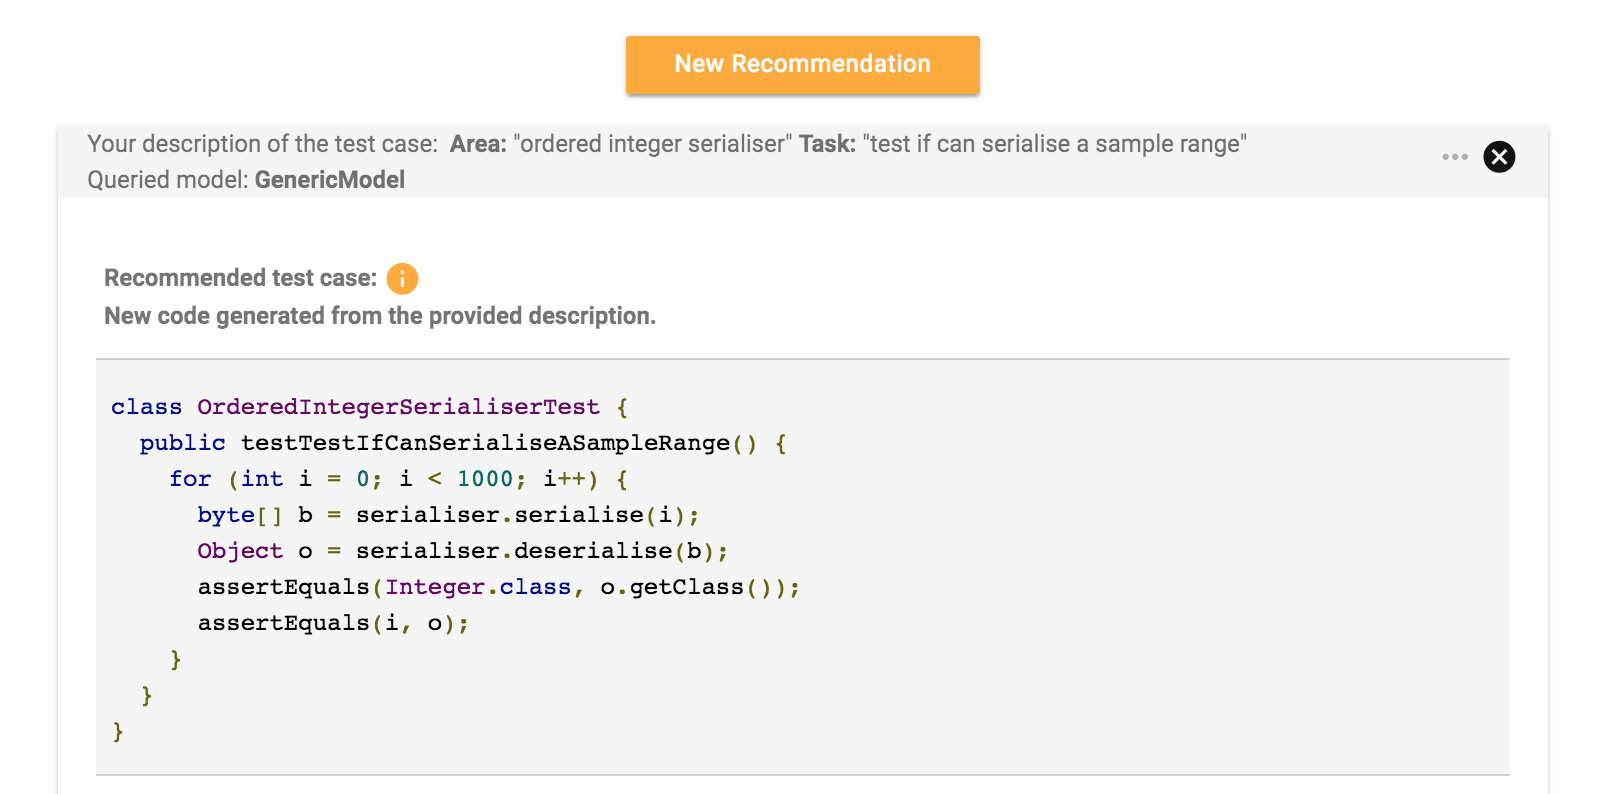 New Recommendation
Your description of the test case: Area: "ordered integer serialiser" Task: "test if can serialise a sample range"
Queried model: GenericModel
Recommended test case: i
New code generated from the provided description.
class OrderedIntegerSerialiserTest {
  public testTestIfCanSerialiseASampleRange() {
    for (int i = 0; i < 1000; i++) {
      byte[] b = serialiser.serialise(i);
      Object o = serialiser.deserialise(b);
      assertEquals(Integer.class, o.getClass());
      assertEquals(i, o);
    }
  }
}